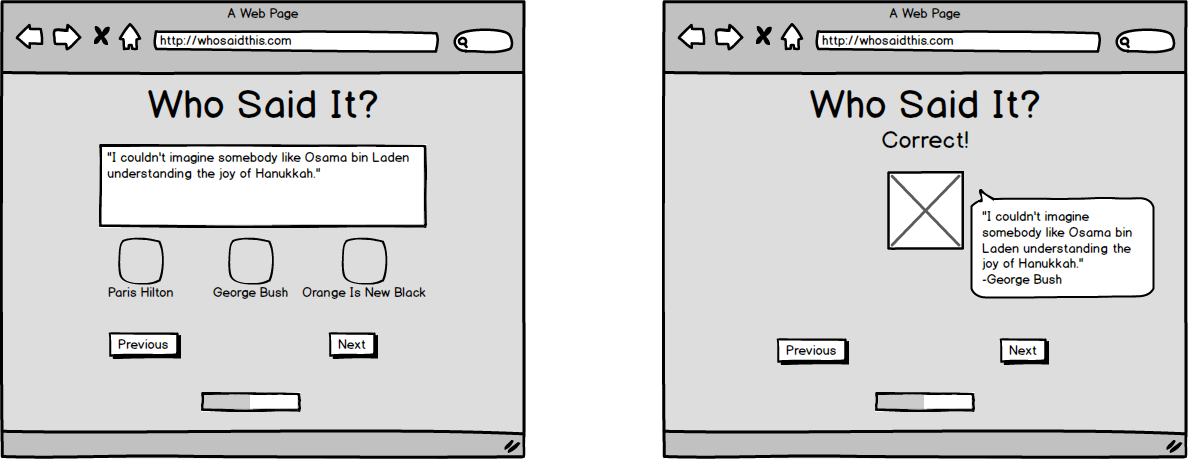 A Web Page
http://whosaidthis.com
Who Said It?
"I couldn't imagine somebody like Osama bin Laden
understanding the joy of Hanukkah."
Paris Hilton
George Bush
Orange Is New Black
Previous
Next
A Web Page
http://whosaidthis.com
Who Said It?
Correct!
"I couldn't imagine
somebody like Osama bin
Laden understanding the
joy of Hanukkah."
-George Bush
Previous
Next